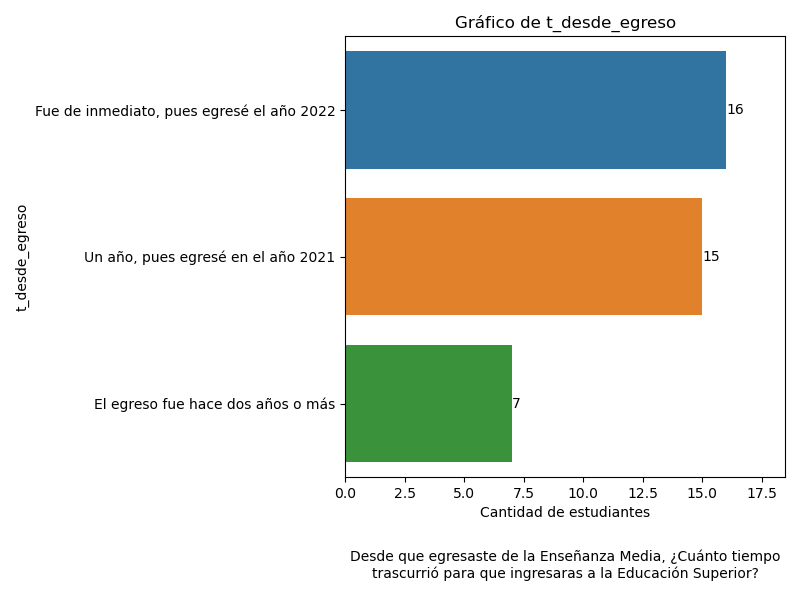 Gráfico de t_desde_egreso
Fue de inmediato, pues egresé el año 2022
16
Un año, pues egresé en el año 2021
15
El egreso fue hace dos años o más
7
t_desde_egreso
0.0 2.5 5.0 7.5 10.0 12.5 15.0 17.5
Cantidad de estudiantes
Desde que egresaste de la Enseñanza Media, ¿Cuánto tiempo
trascurrió para que ingresaras a la Educación Superior?